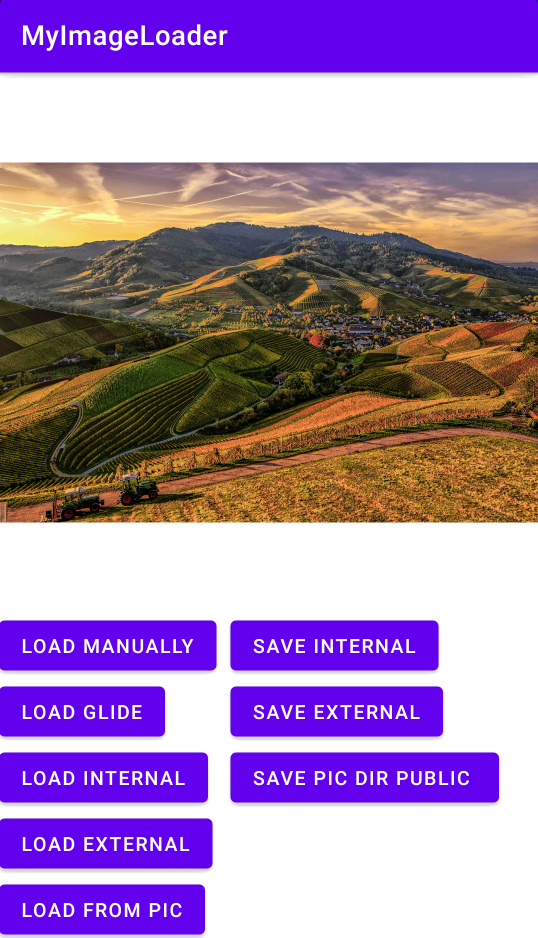 MyImageLoader
LOAD MANUALLY
SAVE INTERNAL
LOAD GLIDE
SAVE EXTERNAL
LOAD INTERNAL
SAVE PIC DIR PUBLIC
LOAD EXTERNAL
LOAD FROM PIC